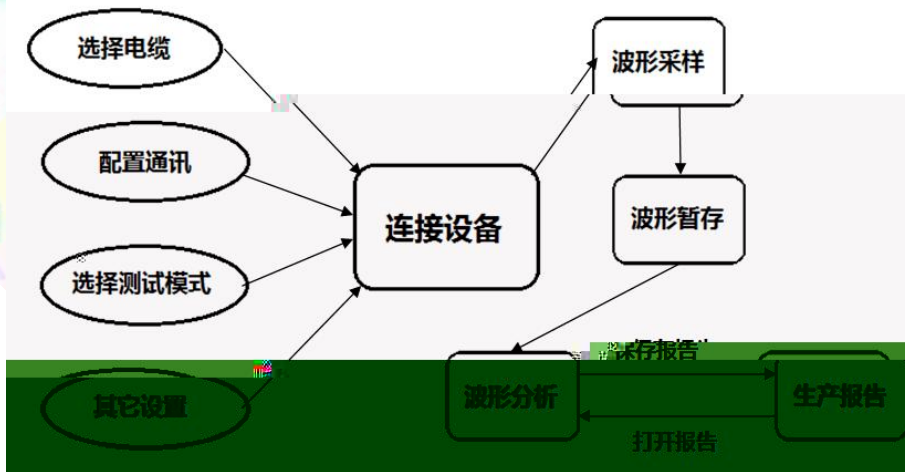 选择电缆
波形采样
配置通讯
连接设备
波形暂存
选择测试模式
保存报告
其它设置
波形分析
生产报告
打开报告